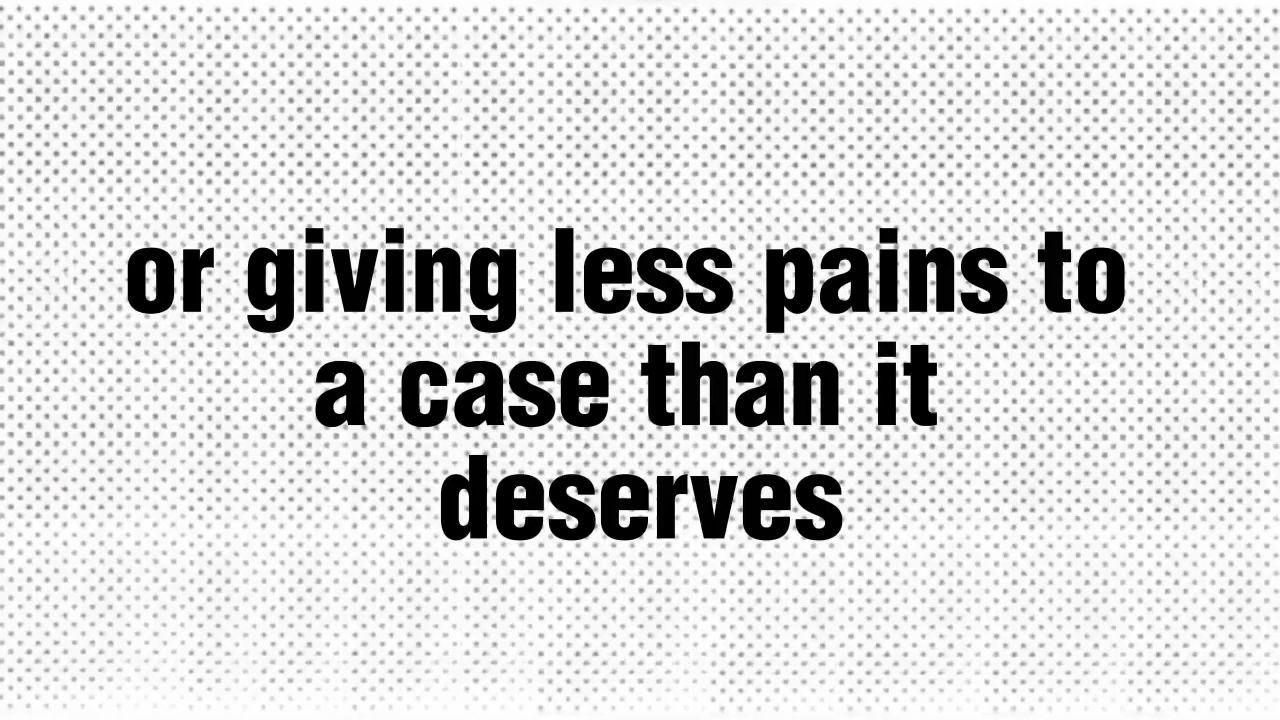 or giving less pains to
a case than it
deserves